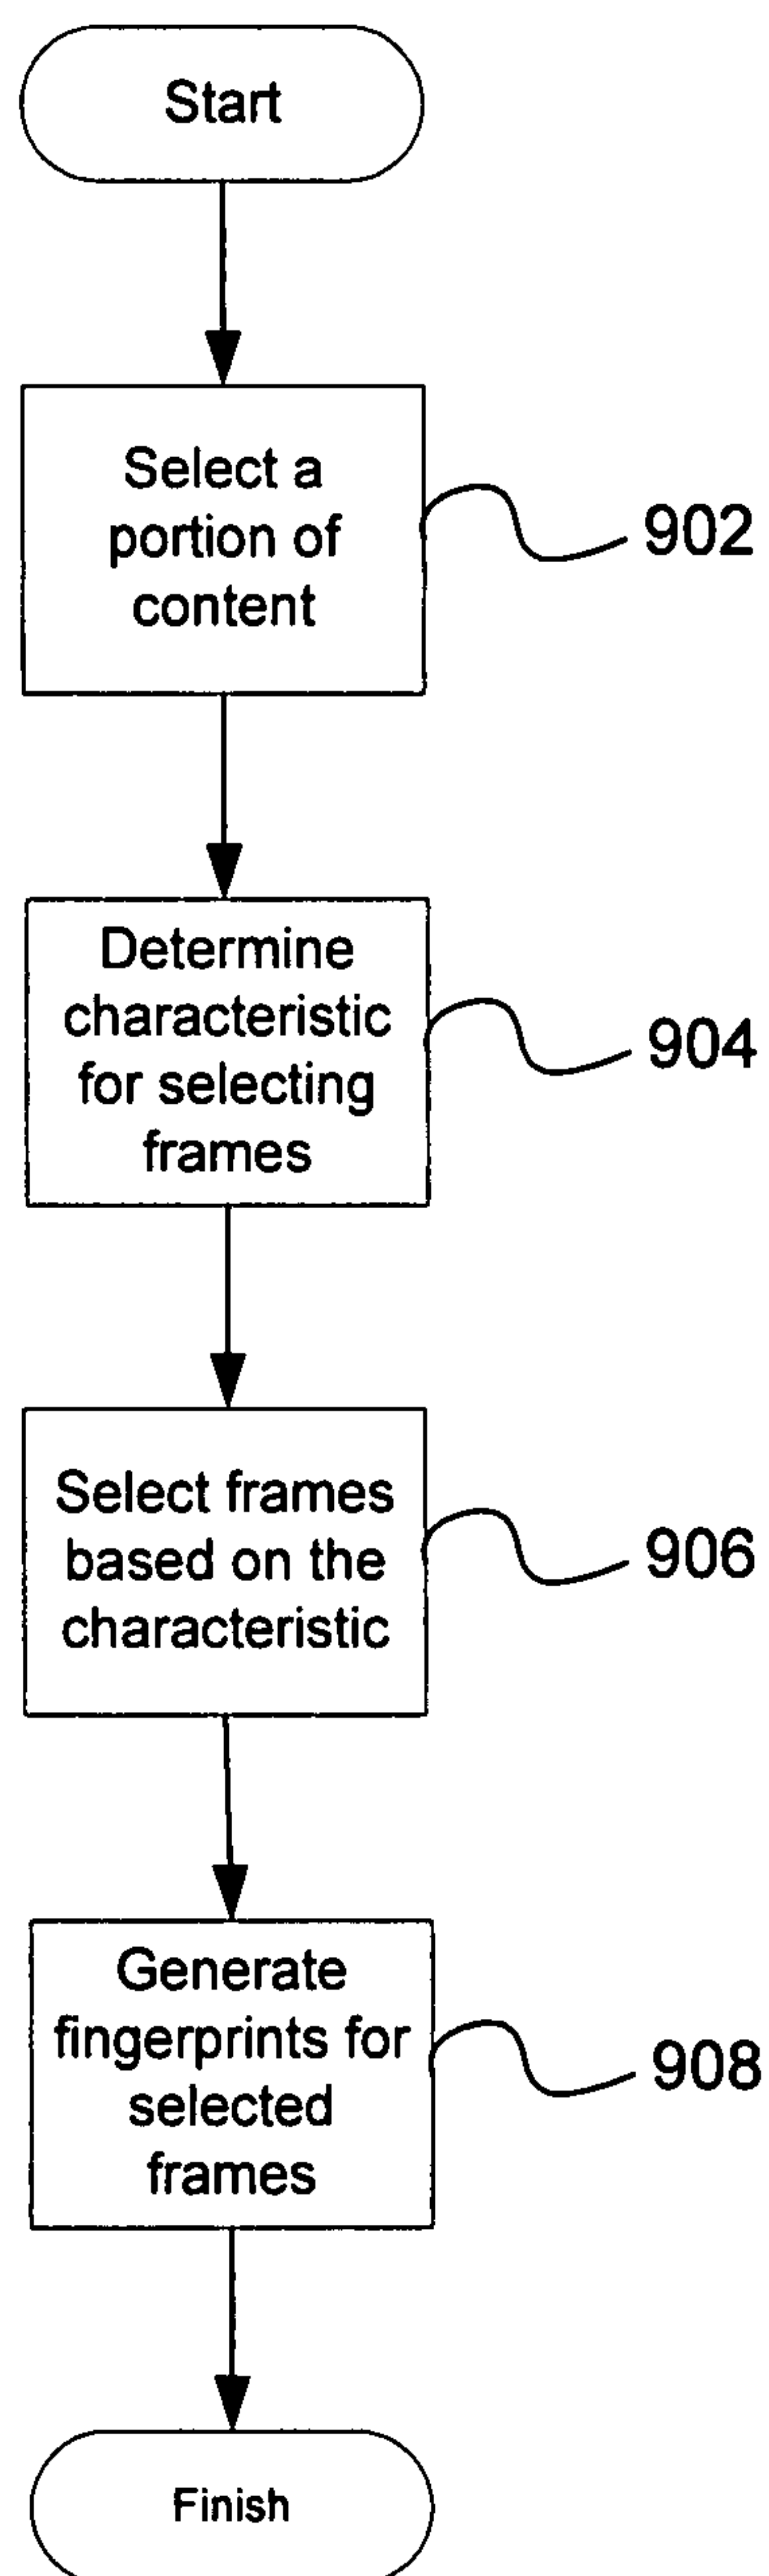 Start
Select a
portion of
content
902
Determine
characteristic
for selecting
frames
904
Select frames
based on the
characteristic
906
Generate
fingerprints for
selected
frames
908
Finish